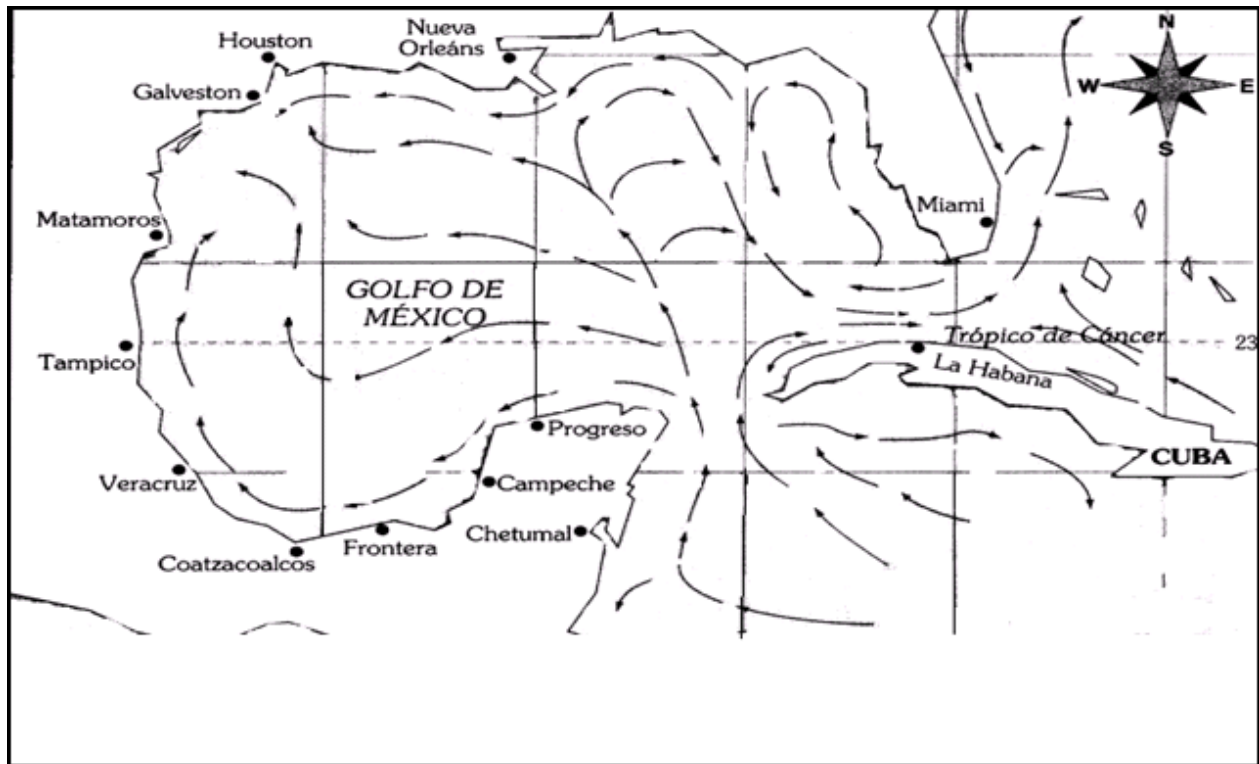 Houston
Nueva
Orleáns
Galveston
N
W
E
S
Matamoros
Miami
GOLFO DE
MÉXICO
Tampico
Trópico de Cáncer
23
La Habana
Progreso
Veracruz
Campeche
CUBA
Coatzacoalcos
Frontera
Chetumal